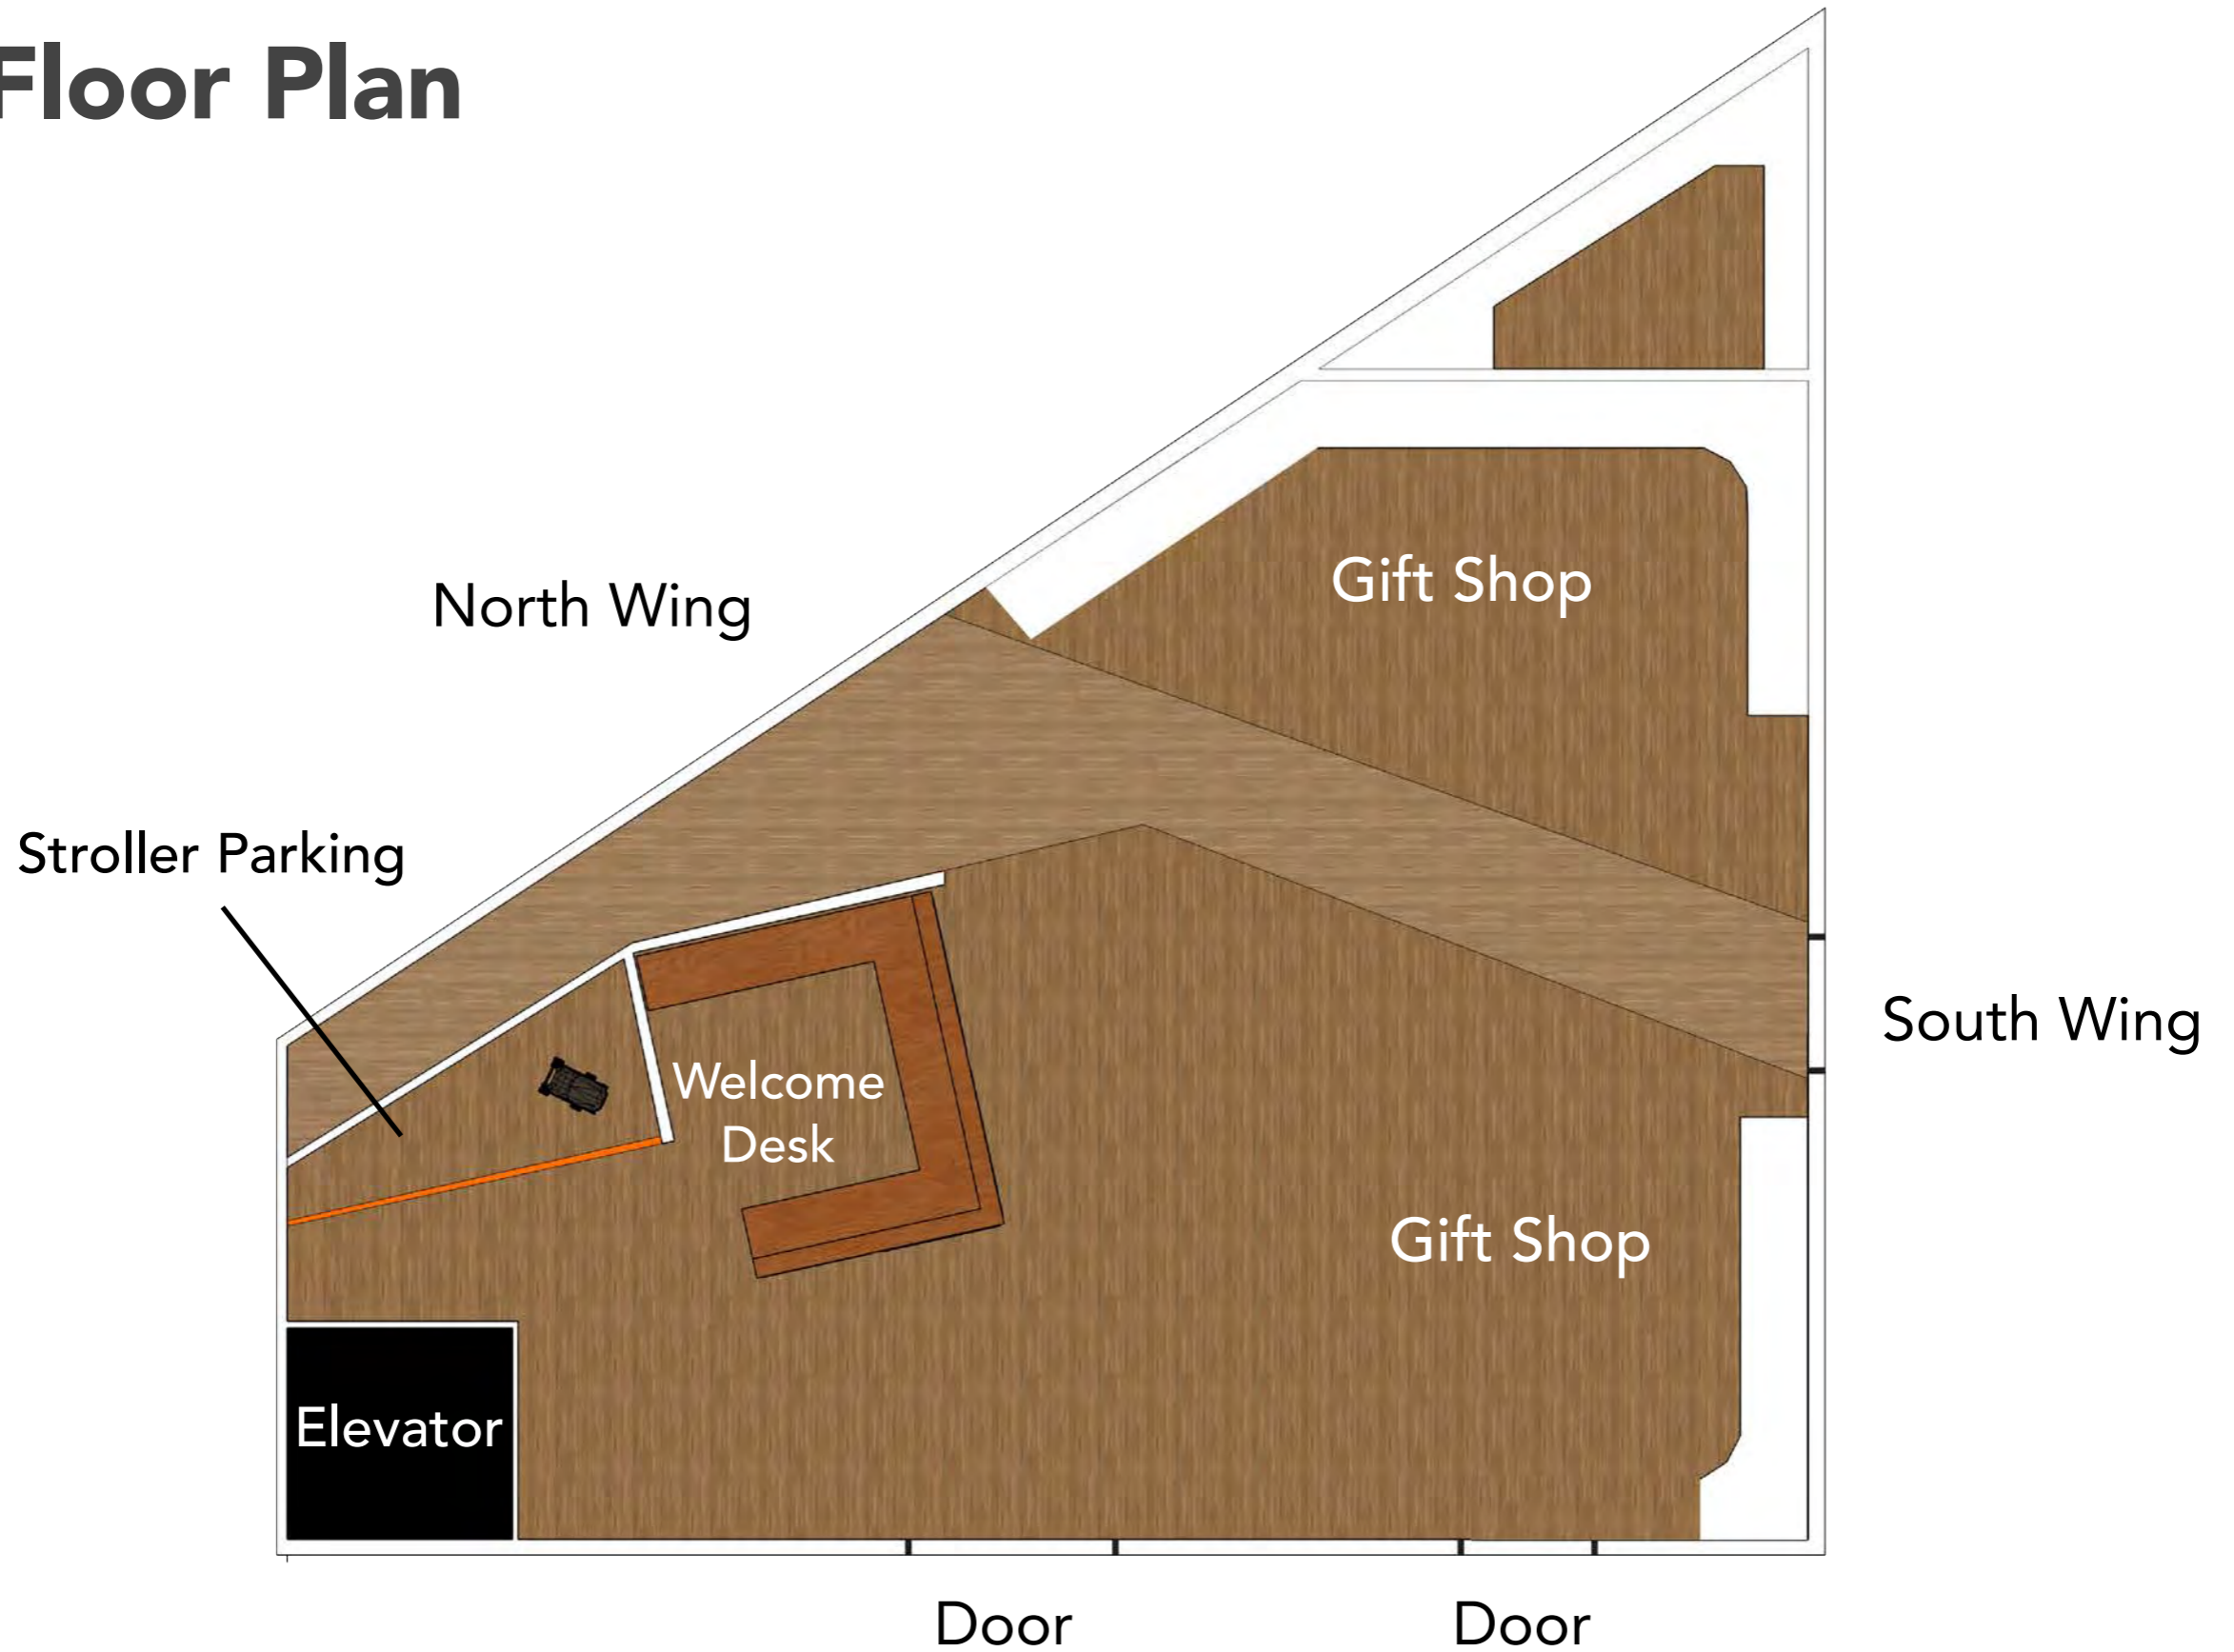 Floor Plan
Gift Shop
North Wing
Stroller Parking
South Wing
Welcome
Desk
Gift Shop
Elevator
Door
Door